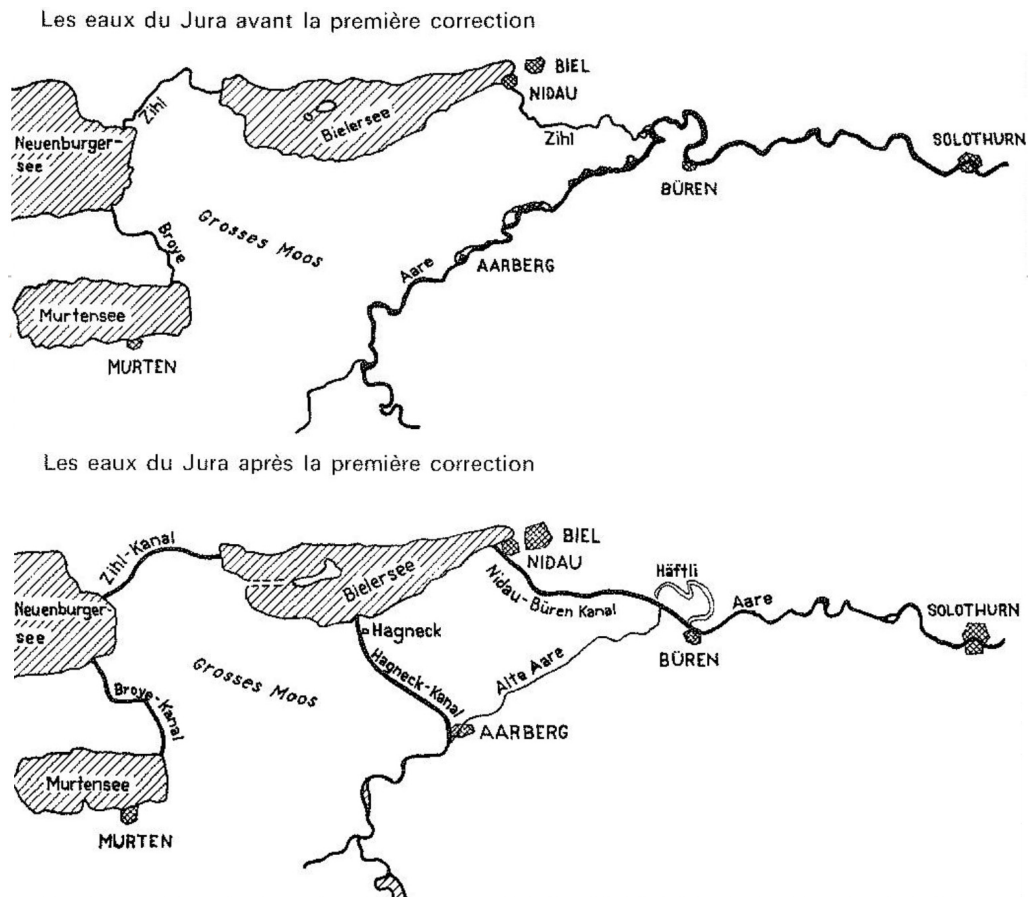 Les eaux du Jura avant la première correction
BIEL
NIDAU
Zihl
Neuenburger-
see
Bielersee
Zihl
SOLOTHURN
BÜREN
Broye
Grosses Moos
Aare
AARBERG
Murtensee
MURTEN
Les eaux du Jura après la première correction
Zihl-Kanal
BIEL
NIDAU
Bielersee
Häftli
Nidau-Büren Kanal
Aare
Neuenburger-
see
SOLOTHURN
Hagneck
BÜREN
Alte Aare
Grosses Moos
Hagneck-Kanal
Broye-Kanal
AARBERG
Murtensee
MURTEN